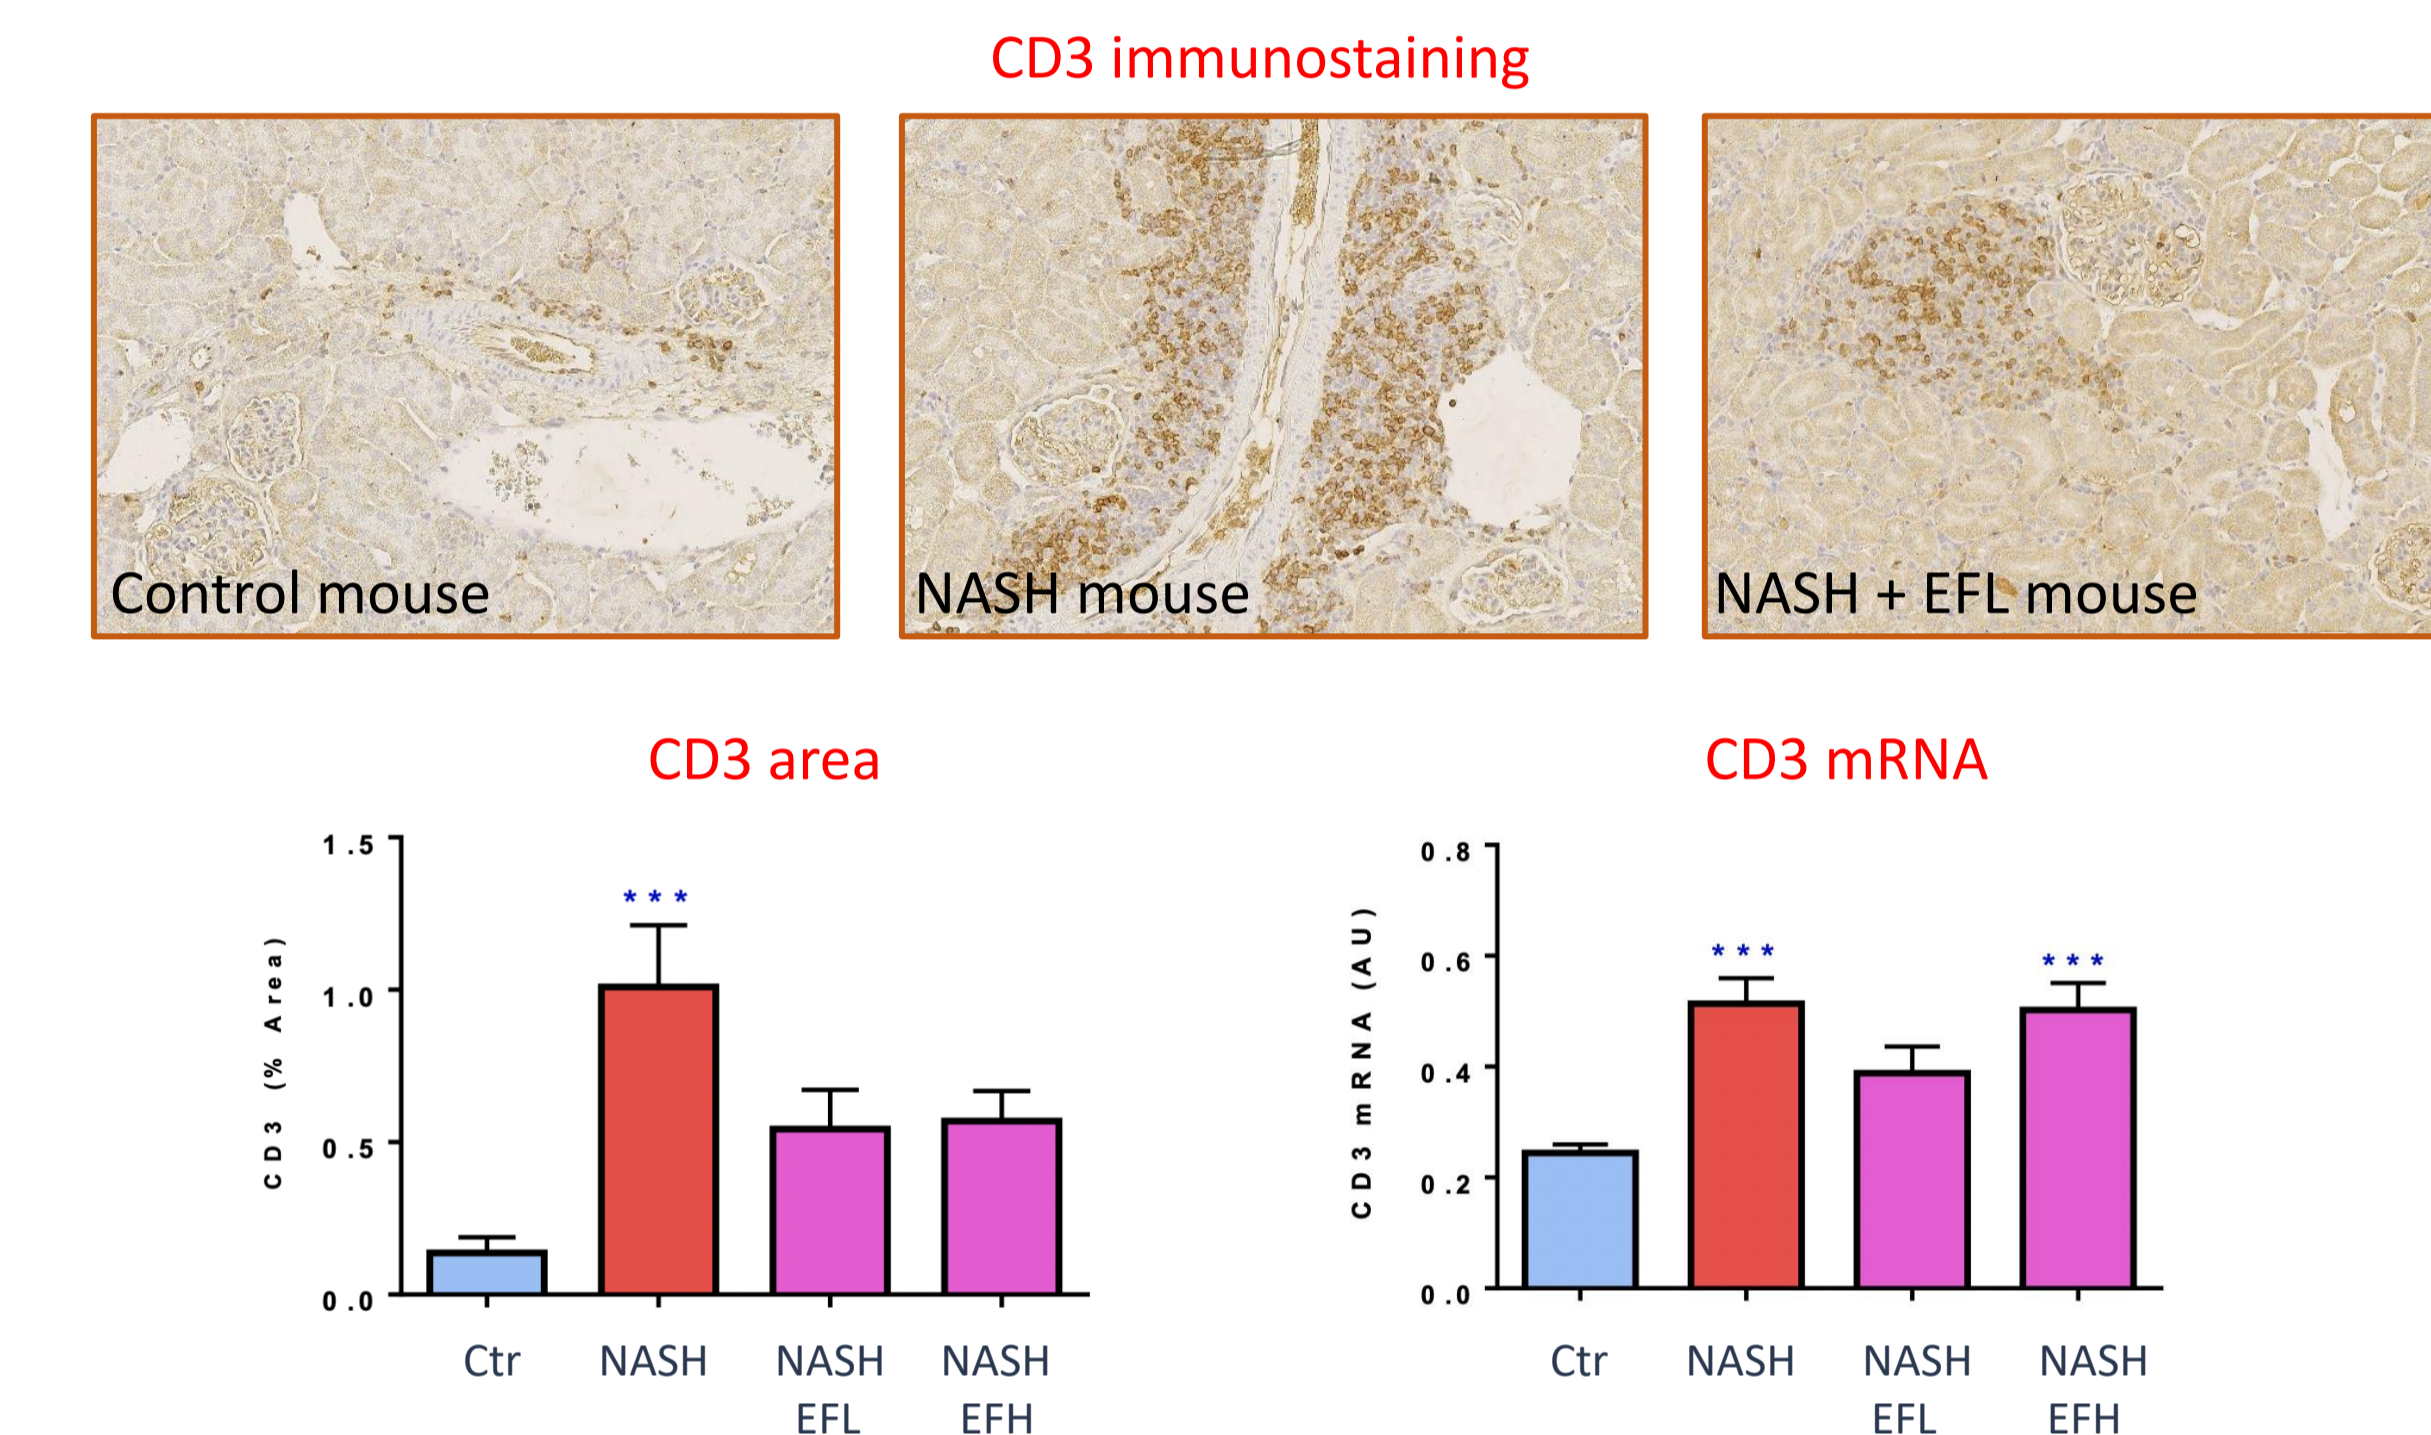 CD3 immunostaining
Control mouse
NASH mouse
NASH + EFL mouse
CD3 area
CD3 (% Area)
1.5
1.0
0.5
0.0
***
Ctr
NASH
NASH
EFL
NASH
EFH
CD3 mRNA
CD3 mRNA (AU)
0.8
0.6
0.4
0.2
0.0
***
***
Ctr
NASH
NASH
EFL
NASH
EFH